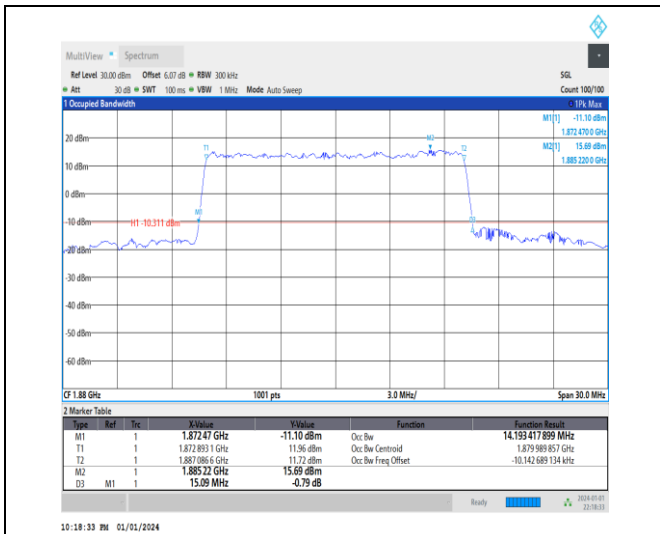 MultiView Spectrum
Ref Level 30.00 dBm Offset 6.07 dB RBW 300 kHz SGL
Att 30 dB SWT 100 ms VBW 1 MHz Mode Auto Sweep Count 100/100
1 Occupied Bandwidth 1Pk Max
M1[1] -11.10 dBm
1.872 470 0 GHz
M2[1] 15.69 dBm
1.885 220 0 GHz
20 dBm
T1 M2 T2
10 dBm
0 dBm
M1
-10 dBm H1 -10.311 dBm D3
-20 dBm
-30 dBm
-40 dBm
-50 dBm
-60 dBm
CF 1.88 GHz 1001 pts 3.0 MHz/ Span 30.0 MHz
2 Marker Table
Type Ref Trc X-Value Y-Value Function Function Result
M1 1 1.872 47 GHz -11.10 dBm Occ Bw 14.193 417 899 MHz
T1 1 1.872 893 1 GHz 11.96 dBm Occ Bw Centroid 1.879 989 857 GHz
T2 1 1.887 086 6 GHz 11.72 dBm Occ Bw Freq Offset -10.142 689 134 kHz
M2 1 1.885 22 GHz 15.69 dBm
D3 M1 1 15.09 MHz -0.79 dB
Ready 2024-01-01
22:18:33
10:18:33 PM 01/01/2024